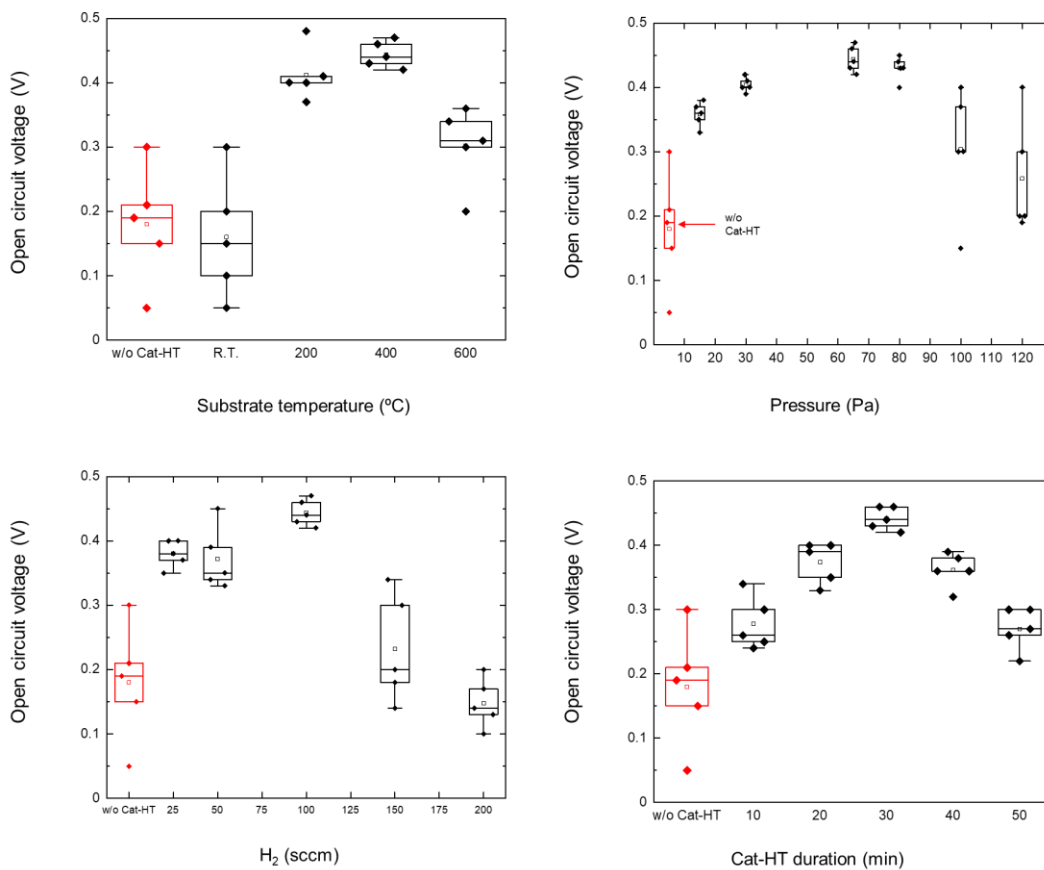 Open circuit voltage (V)
0.5
0.4
0.3
0.2
0.1
0
w/o Cat-HT R.T. 200 400 600
Substrate temperature (ºC)
Open circuit voltage (V)
0.5
0.4
0.3
0.2
0.1
0
w/o
Cat-HT
10 20 30 40 50 60 70 80 90 100 110 120
Pressure (Pa)
Open circuit voltage (V)
0.5
0.4
0.3
0.2
0.1
0
w/o Cat-HT 25 50 75 100 125 150 175 200
H₂ (sccm)
Open circuit voltage (V)
0.5
0.4
0.3
0.2
0.1
0
w/o Cat-HT 10 20 30 40 50
Cat-HT duration (min)